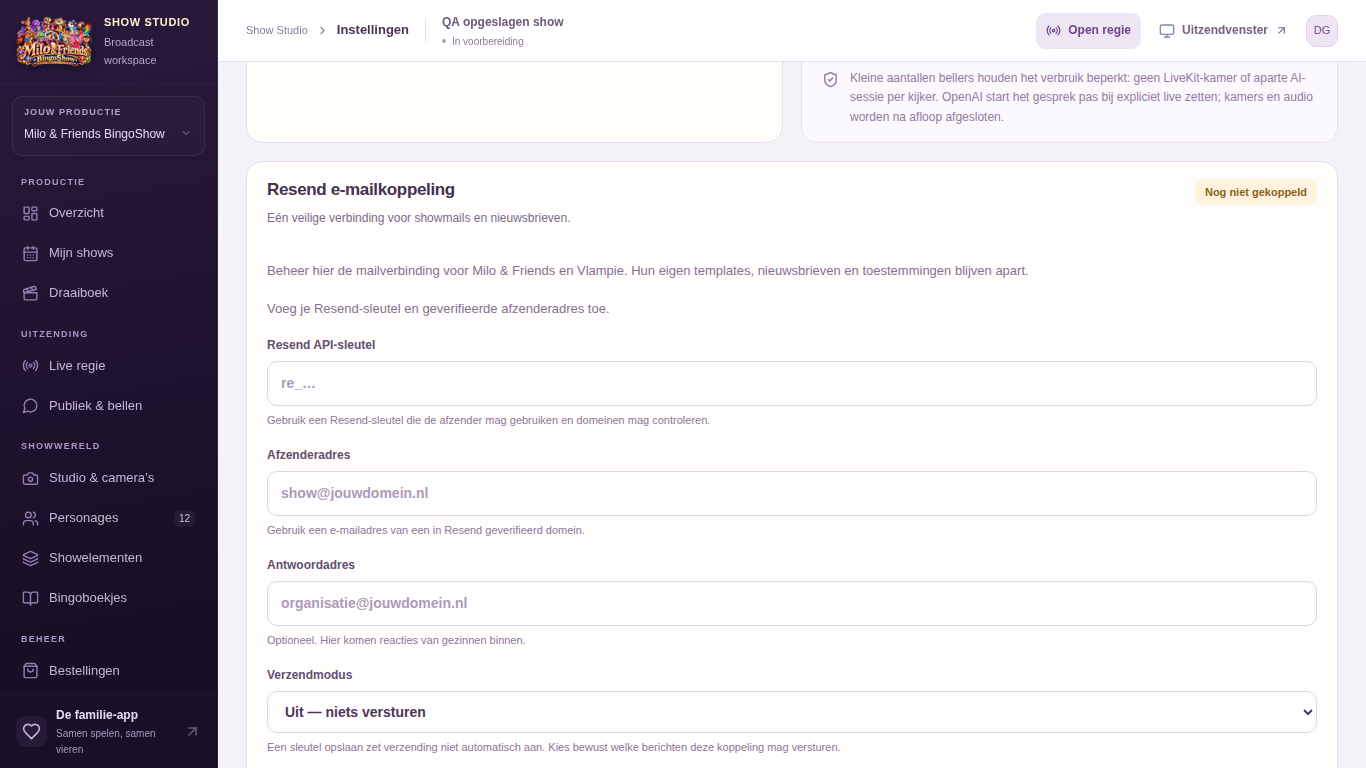 Milo & Friends
BingoShow
SHOW STUDIO
Broadcast
workspace
JOUW PRODUCTIE
Milo & Friends BingoShow
PRODUCTIE
Overzicht
Mijn shows
Draaiboek
UITZENDING
Live regie
Publiek & bellen
SHOWWERELD
Studio & camera's
Personages 12
Showelementen
Bingoboekjes
BEHEER
Bestellingen
De familie-app
Samen spelen, samen
vieren
Show Studio > Instellingen
QA opgeslagen show
In voorbereiding
Open regie
Uitzendvenster
DG
Kleine aantallen bellers houden het verbruik beperkt: geen LiveKit-kamer of aparte AI-
sessie per kijker. OpenAI start het gesprek pas bij expliciet live zetten; kamers en audio
worden na afloop afgesloten.
Resend e-mailkoppeling
Nog niet gekoppeld
Eén veilige verbinding voor showmails en nieuwsbrieven.
Beheer hier de mailverbinding voor Milo & Friends en Vlampie. Hun eigen templates, nieuwsbrieven en toestemmingen blijven apart.
Voeg je Resend-sleutel en geverifieerde afzenderadres toe.
Resend API-sleutel
re_...
Gebruik een Resend-sleutel die de afzender mag gebruiken en domeinen mag controleren.
Afzenderadres
show@jouwdomein.nl
Gebruik een e-mailadres van een in Resend geverifieerd domein.
Antwoordadres
organisatie@jouwdomein.nl
Optioneel. Hier komen reacties van gezinnen binnen.
Verzendmodus
Uit — niets versturen
Een sleutel opslaan zet verzending niet automatisch aan. Kies bewust welke berichten deze koppeling mag versturen.